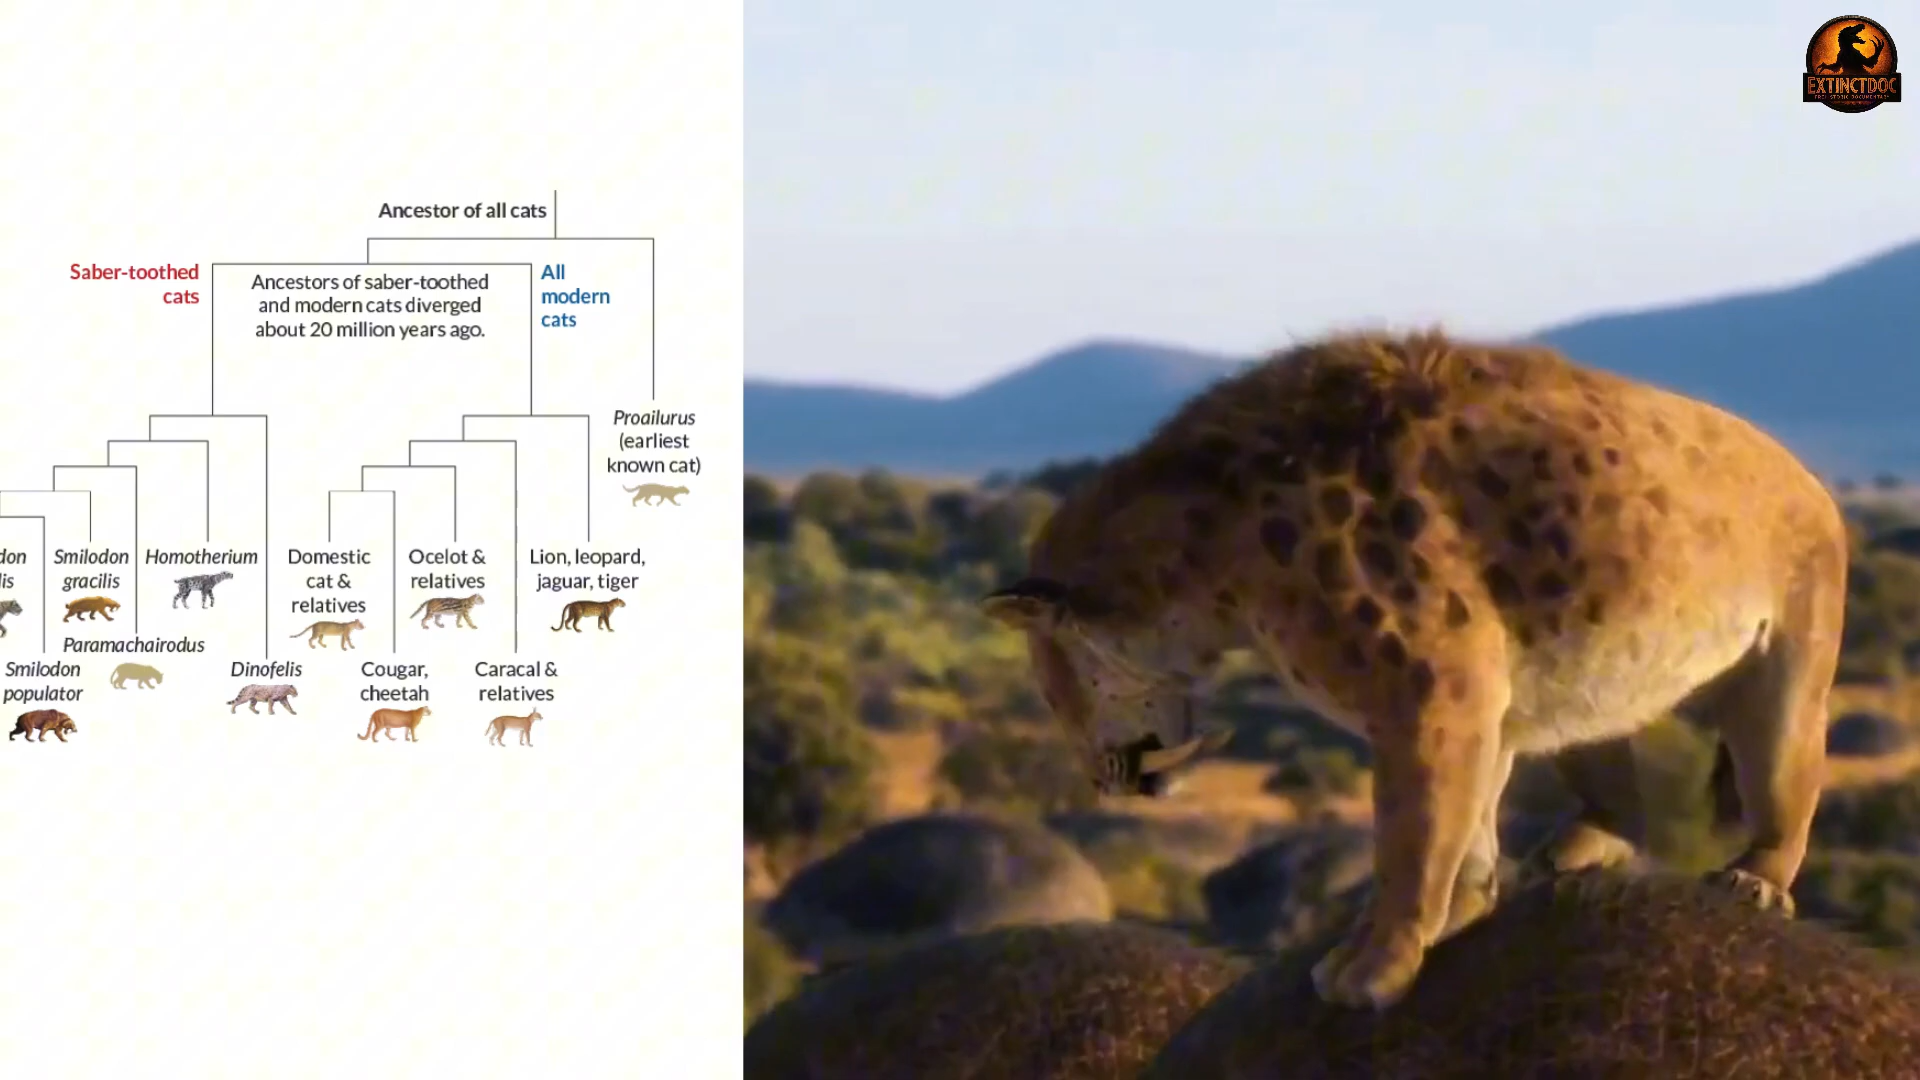 EXTINCTDOC
Ancestor of all cats
Saber-toothed
cats
Ancestors of saber-toothed
and modern cats diverged
about 20 million years ago.
All
modern
cats
Proailurus
(earliest
known cat)
don
lis
Smilodon
gracilis
Homotherium
Domestic
cat &
relatives
Ocelot &
relatives
Lion, leopard,
jaguar, tiger
Paramachairodus
Smilodon
populator
Dinofelis
Cougar,
cheetah
Caracal &
relatives